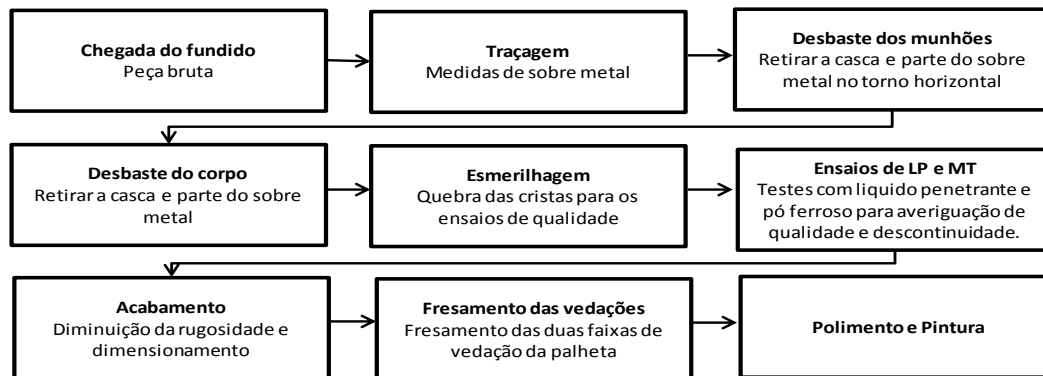 Chegada do fundido
Peça bruta
Traçagem
Medidas de sobre metal
Desbaste dos munhões
Retirar a casca e parte do sobre
metal no torno horizontal
Desbaste do corpo
Retirar a casca e parte do sobre
metal
Esmerilhagem
Quebra das cristas para os
ensaios de qualidade
Ensaios de LP e MT
Testes com liquido penetrante e
pó ferroso para averiguação de
qualidade e descontinuidade.
Acabamento
Diminuição da rugosidade e
dimensionamento
Fresamento das vedações
Fresamento das duas faixas de
vedação da palheta
Polimento e Pintura